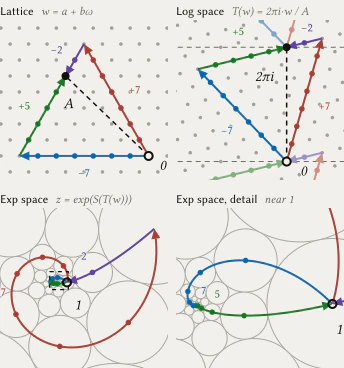 Lattice w = a + bω
−2
+5
+7
A
−7
0
Log space T(w) = 2πi·w / A
+5
−2
2πi
+7
−7
0
Exp space z = exp(S(T(w)))
2
7
1
Exp space, detail near 1
7
5
1